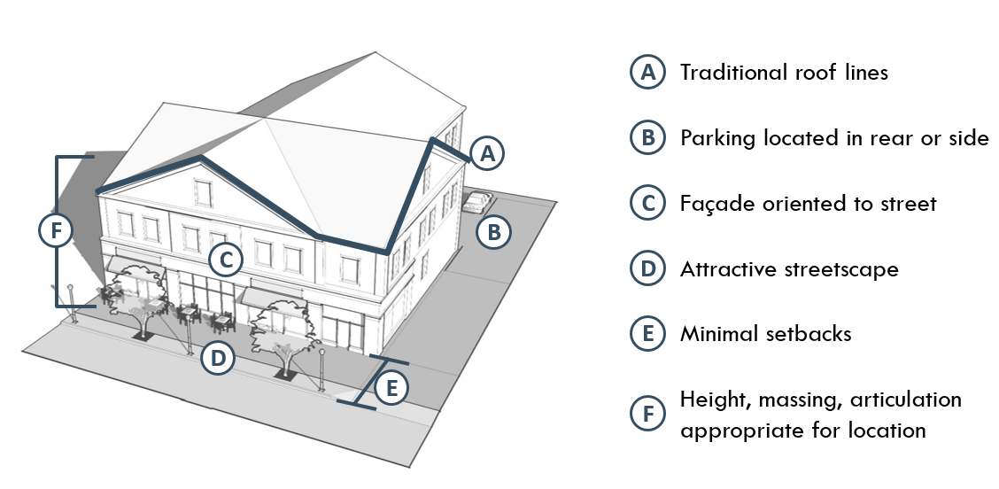 A Traditional roof lines
B Parking located in rear or side
C Façade oriented to street
D Attractive streetscape
E Minimal setbacks
F Height, massing, articulation
appropriate for location
A
B
F
C
D
E